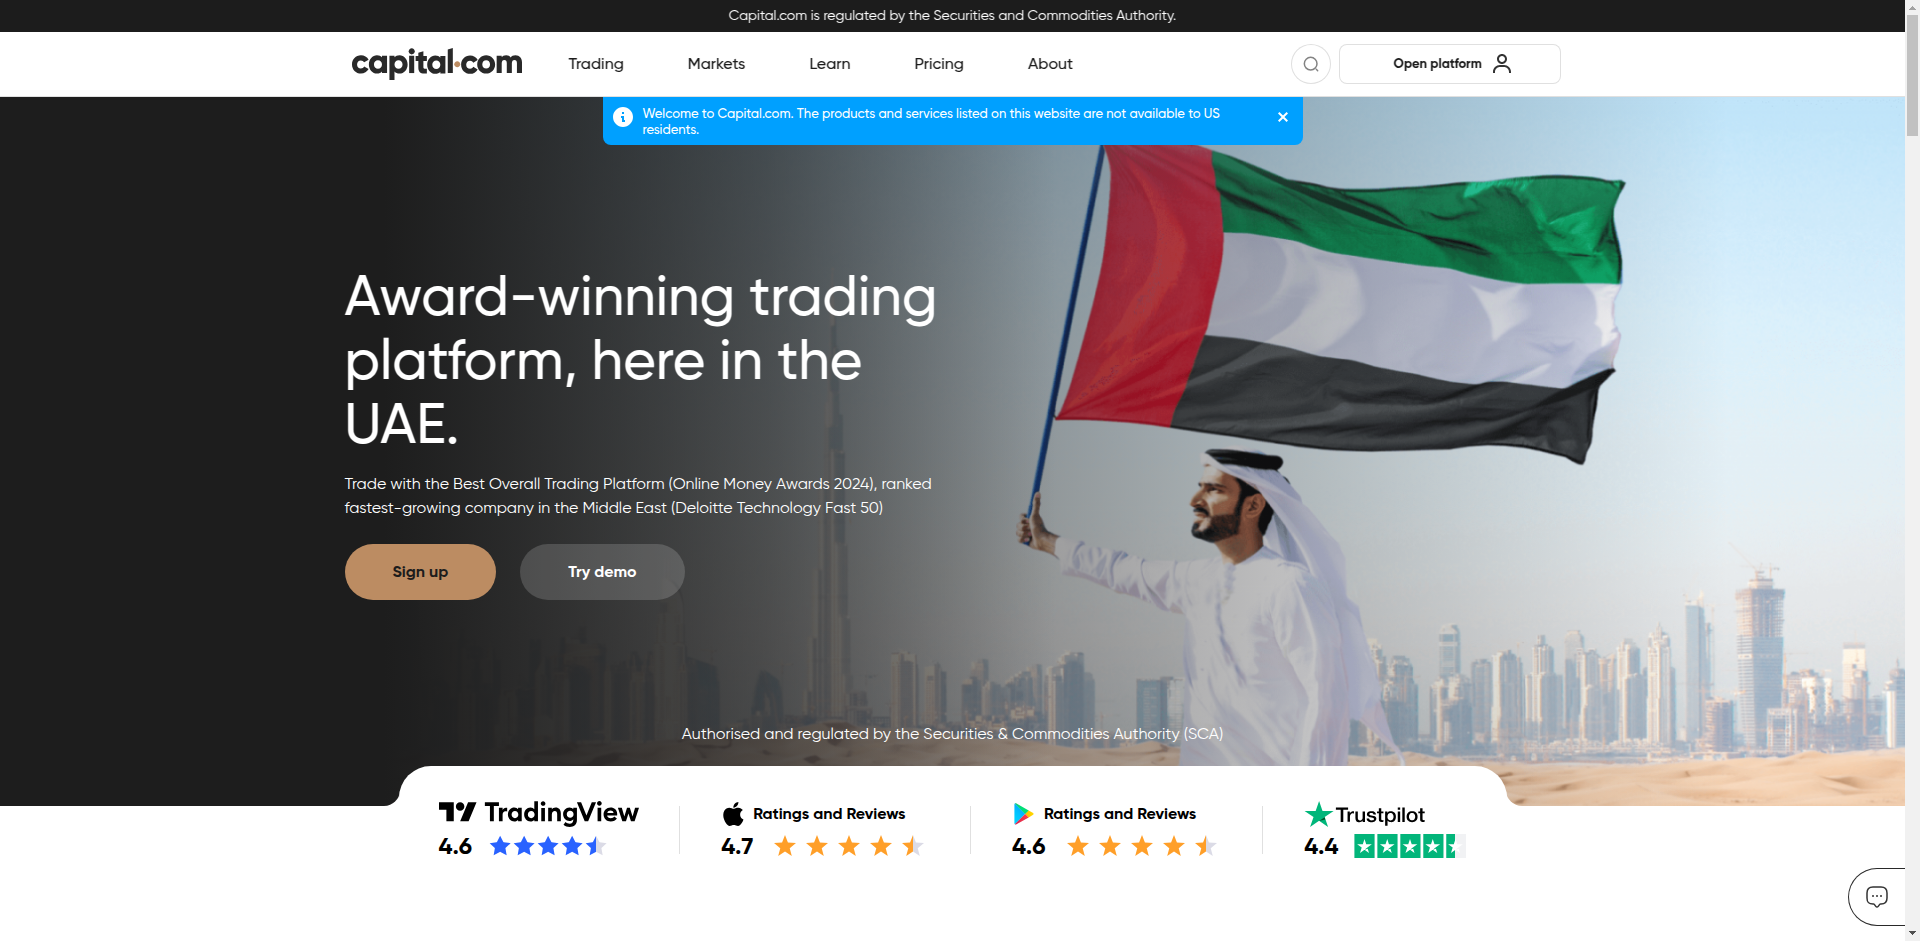 Capital.com is regulated by the Securities and Commodities Authority.
capital.com
Trading
Markets
Learn
Pricing
About
Open platform
Welcome to Capital.com. The products and services listed on this website are not available to US
residents.
Award-winning trading
platform, here in the
UAE.
Trade with the Best Overall Trading Platform (Online Money Awards 2024), ranked
fastest-growing company in the Middle East (Deloitte Technology Fast 50)
Sign up
Try demo
Authorised and regulated by the Securities & Commodities Authority (SCA)
TradingView
4.6
Ratings and Reviews
4.7
Ratings and Reviews
4.6
Trustpilot
4.4